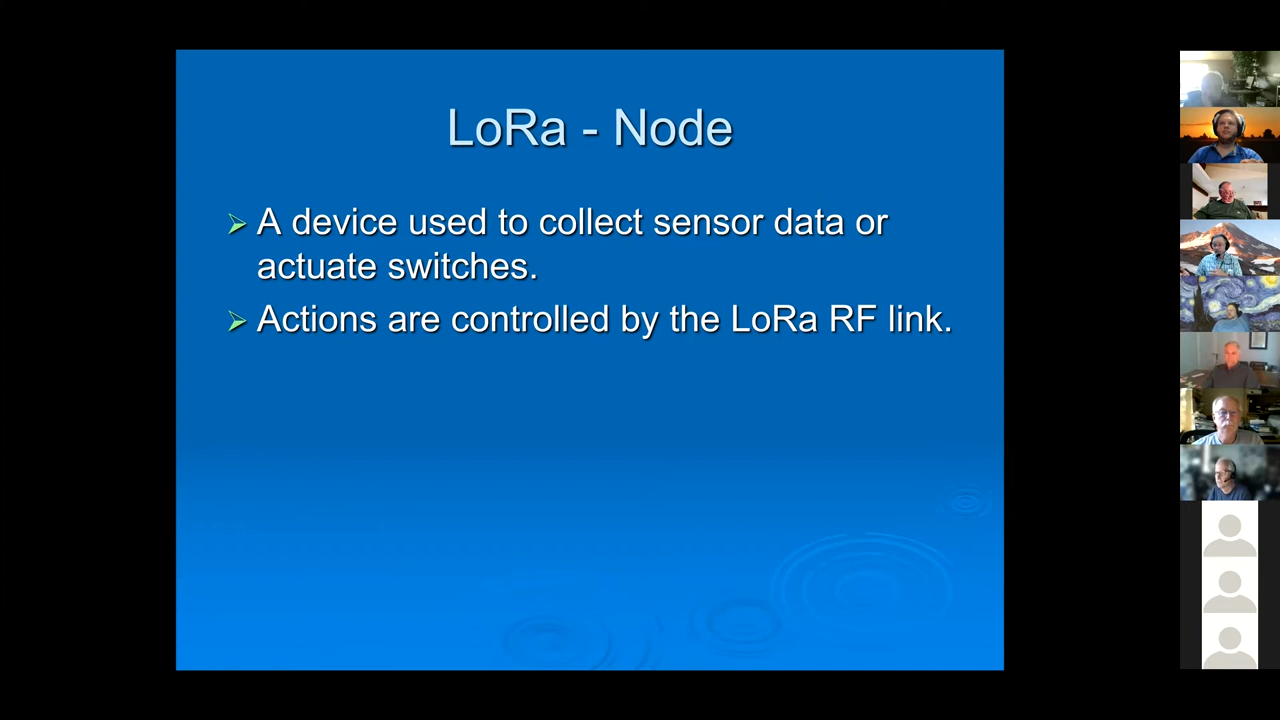 LoRa - Node
A device used to collect sensor data or
actuate switches.
Actions are controlled by the LoRa RF link.